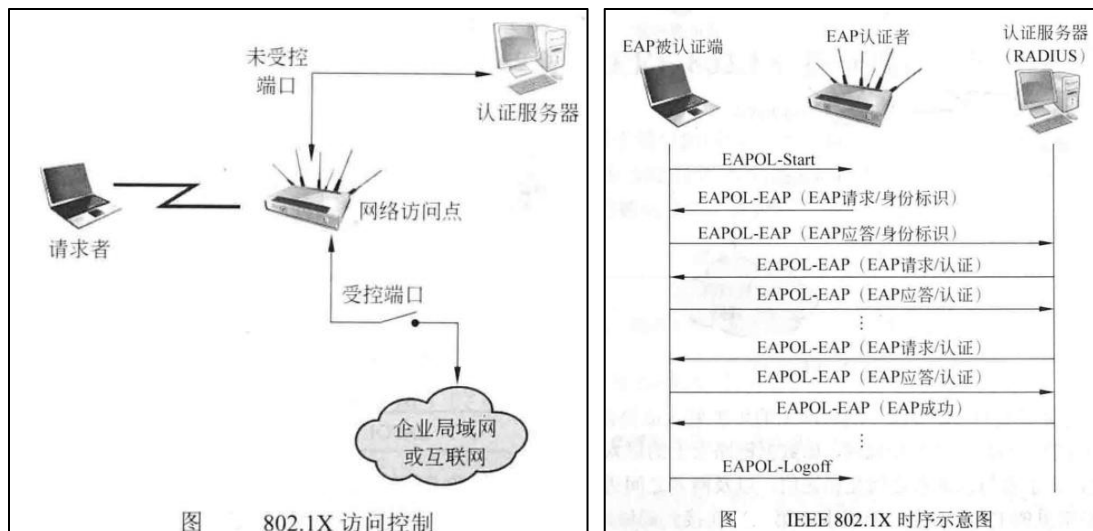 未受控
端口
认证服务器
网络访问点
请求者
受控端口
企业局域网
或互联网
图 802.1X 访问控制
EAP被认证端
EAP认证者
认证服务器
(RADIUS)
EAPOL-Start
EAPOL-EAP（EAP请求/身份标识）
EAPOL-EAP（EAP应答/身份标识）
EAPOL-EAP（EAP请求/认证）
EAPOL-EAP（EAP应答/认证）
⋮
EAPOL-EAP（EAP请求/认证）
EAPOL-EAP（EAP应答/认证）
EAPOL-EAP（EAP成功）
⋮
EAPOL-Logoff
图 IEEE 802.1X 时序示意图